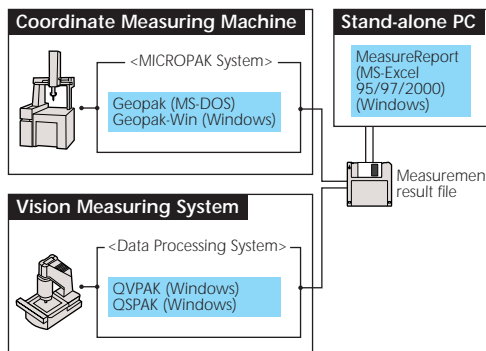 Coordinate Measuring Machine
<MICROPAK System>
Geopak (MS-DOS)
Geopak-Win (Windows)
Stand-alone PC
MeasureReport
(MS-Excel
95/97/2000)
(Windows)
Measuremen
result file
Vision Measuring System
<Data Processing System>
QVPAK (Windows)
QSPAK (Windows)